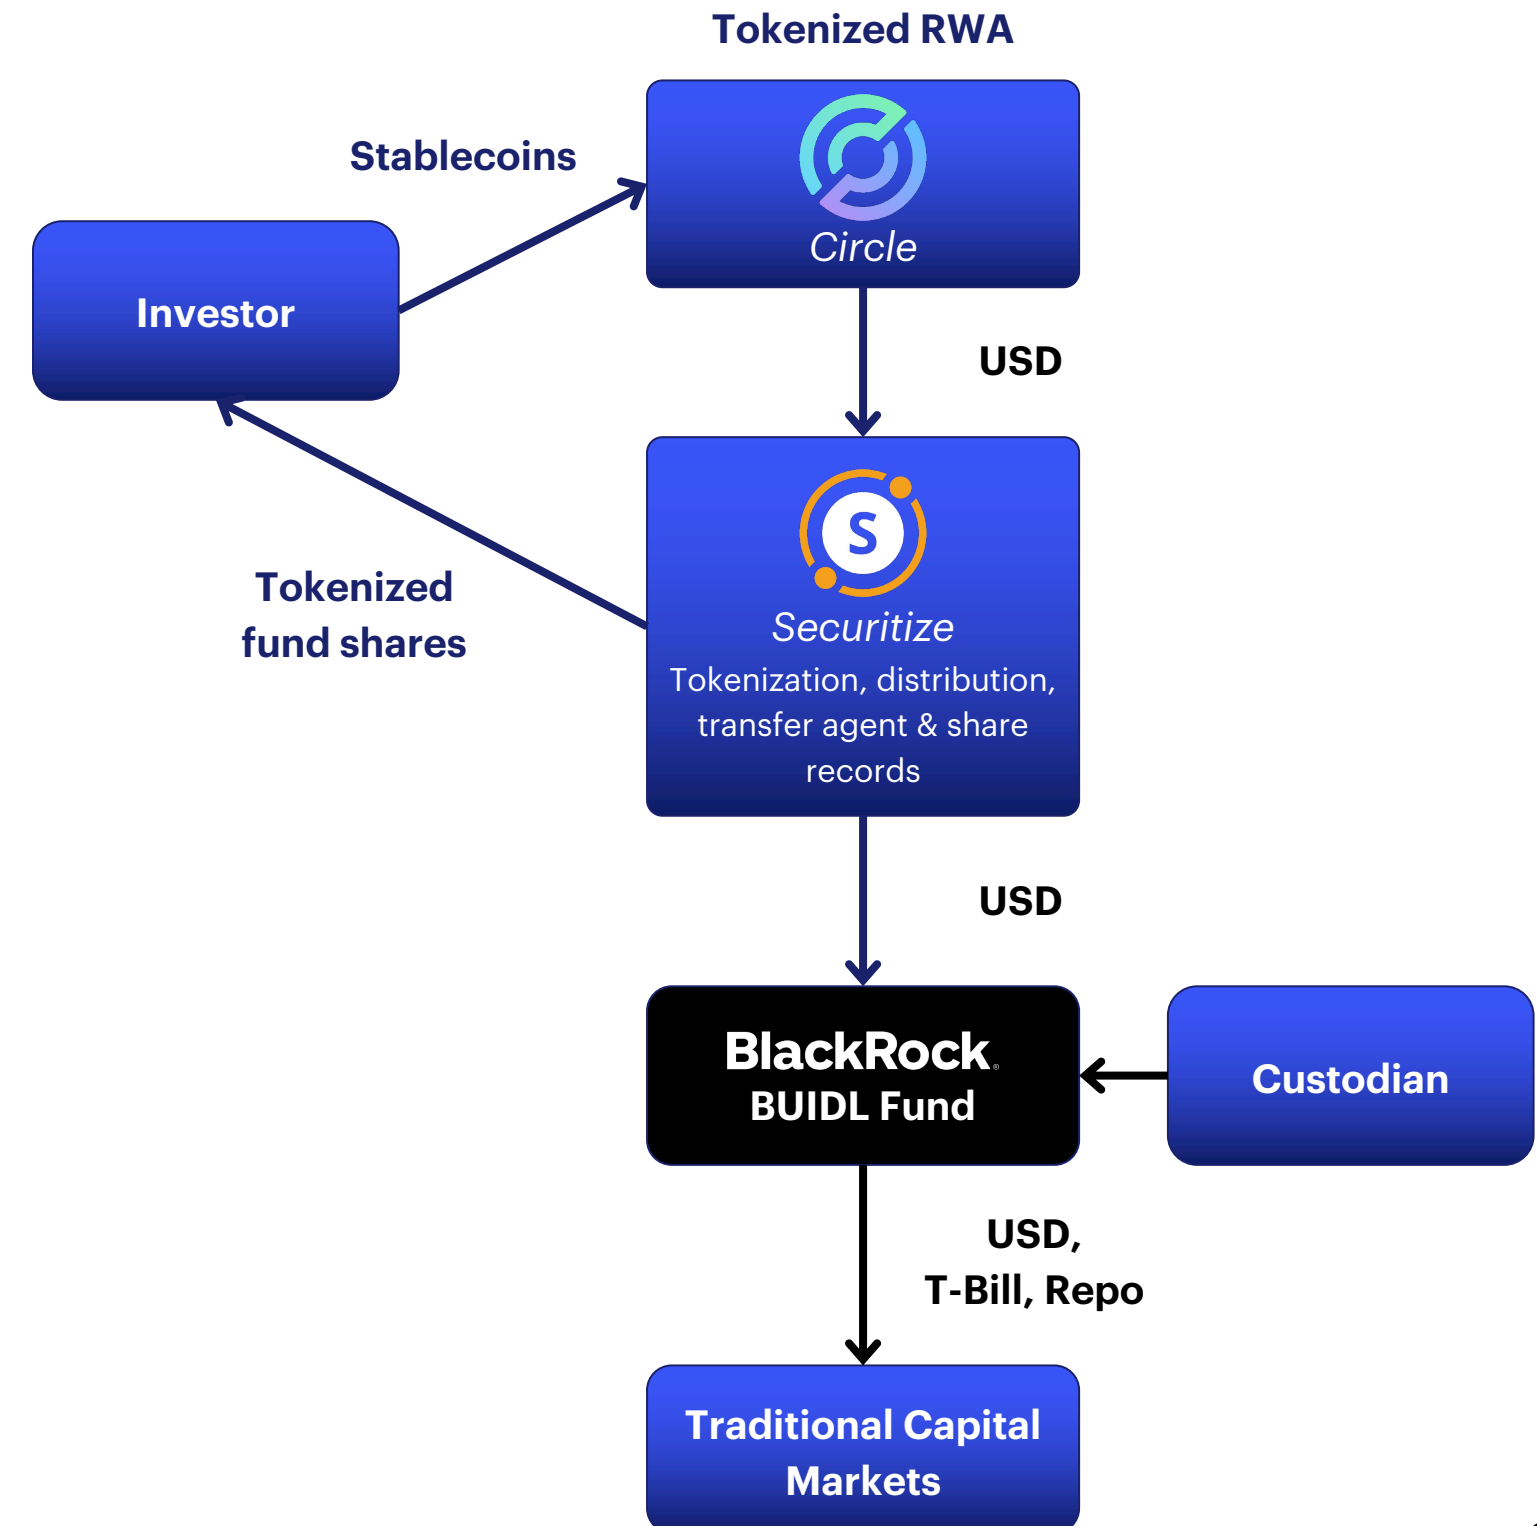 Tokenized RWA
Stablecoins
Circle
Investor
USD
S
Securitize
Tokenization, distribution,
transfer agent & share
records
Tokenized
fund shares
USD
BlackRock®
BUIDL Fund
Custodian
USD,
T-Bill, Repo
Traditional Capital
Markets